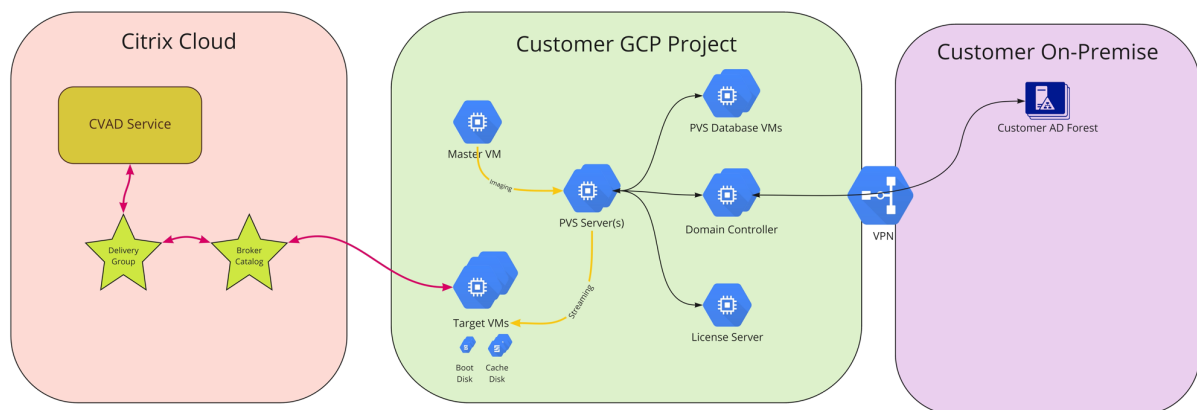 Citrix Cloud
CVAD Service
Delivery
Group
Broker
Catalog
Customer GCP Project
Master VM
Imaging
PVS Server(s)
Streaming
Target VMs
Boot
Disk
Cache
Disk
PVS Database VMs
Domain Controller
License Server
VPN
Customer On-Premise
Customer AD Forest